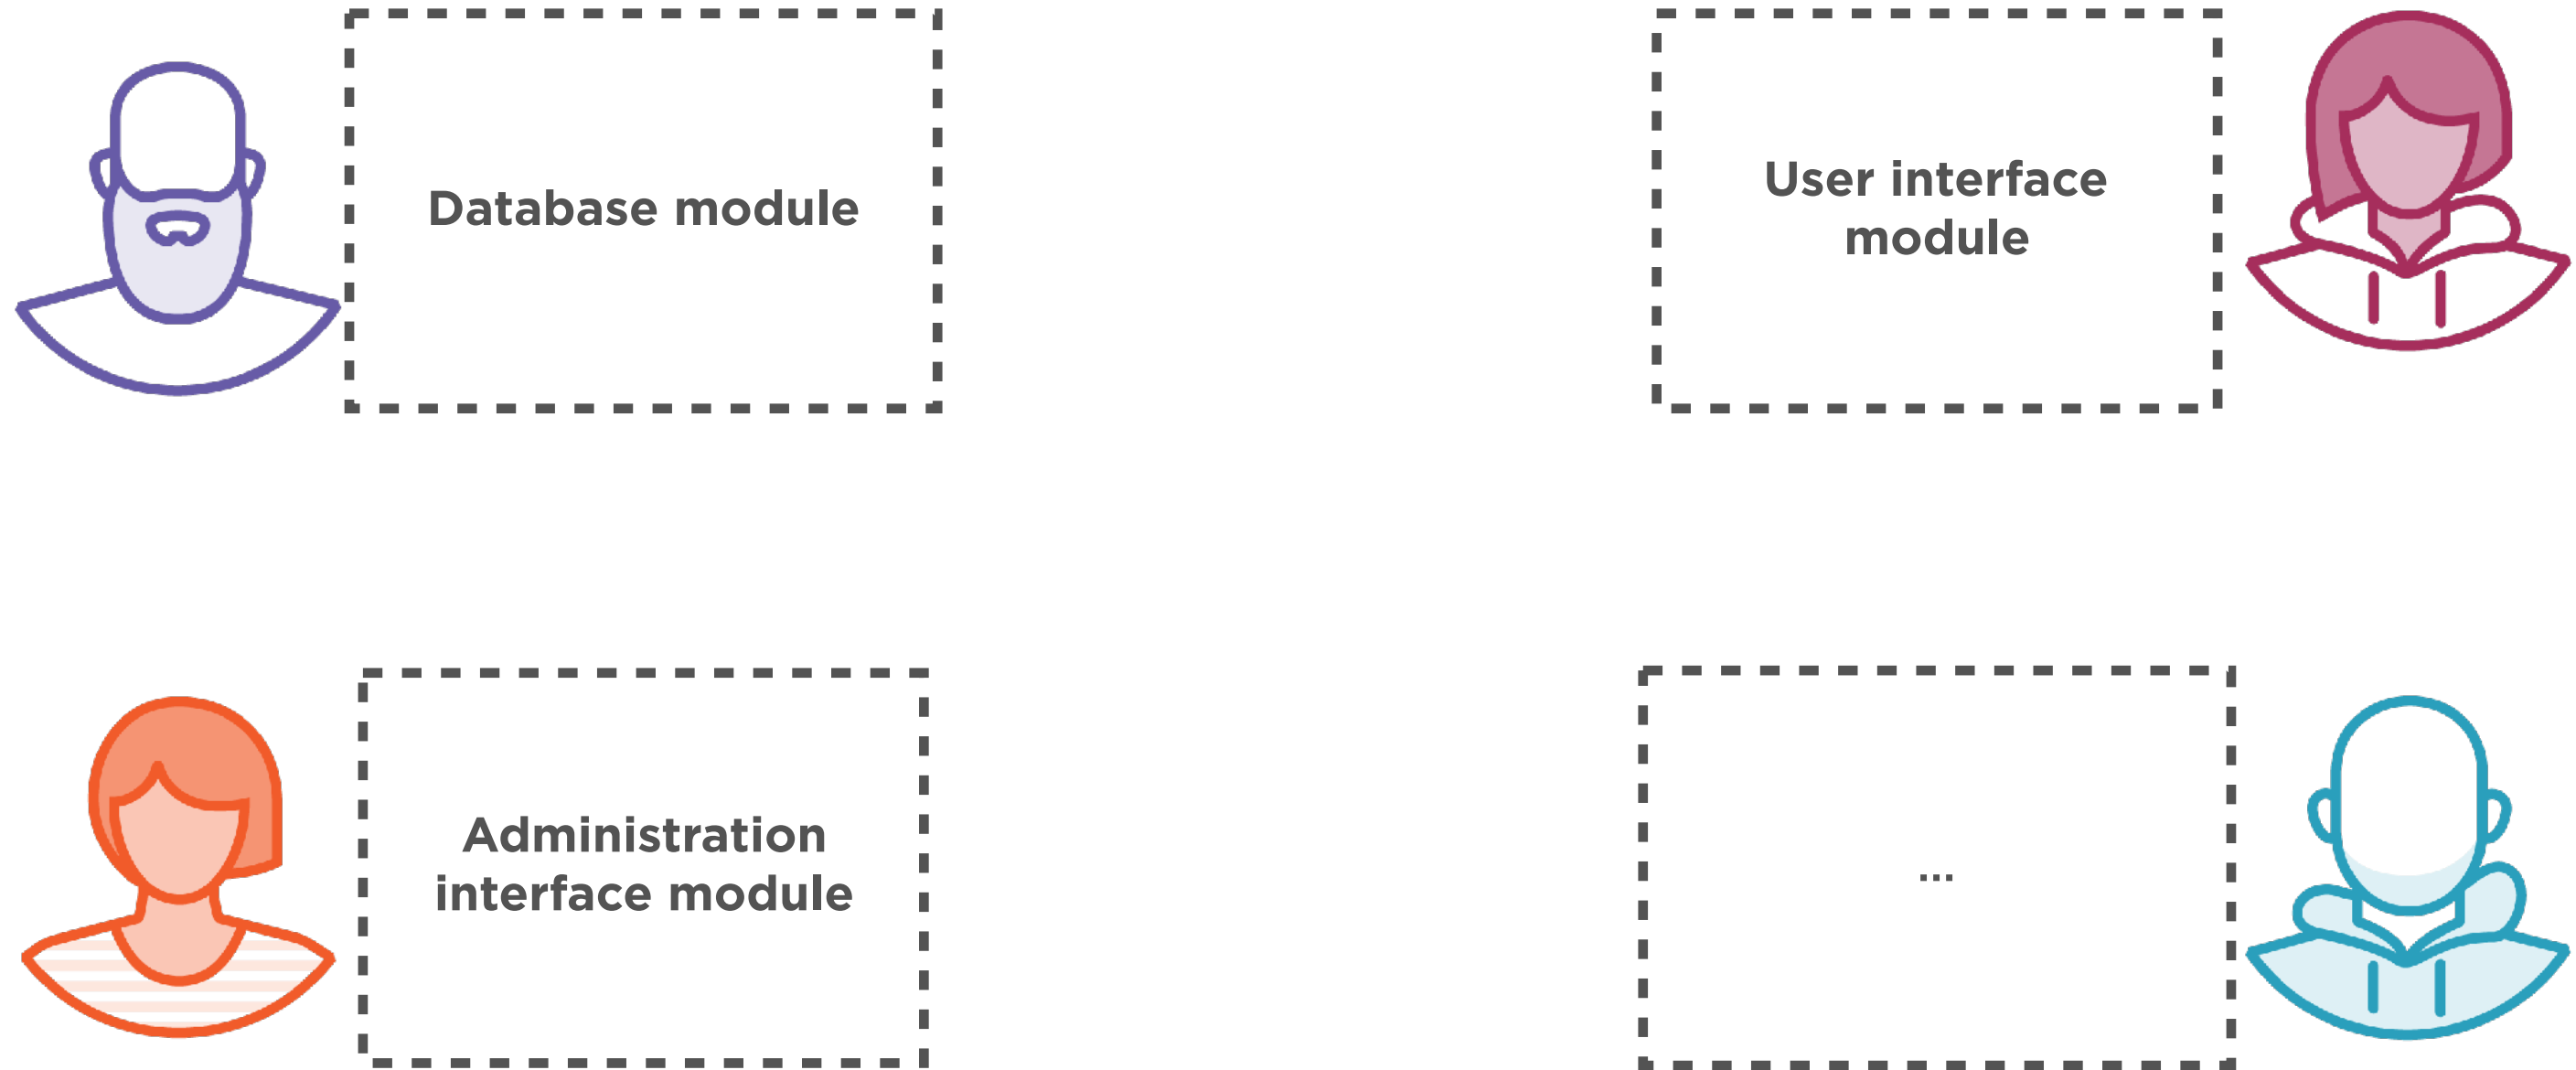 Database module
User interface
module
Administration
interface module
...